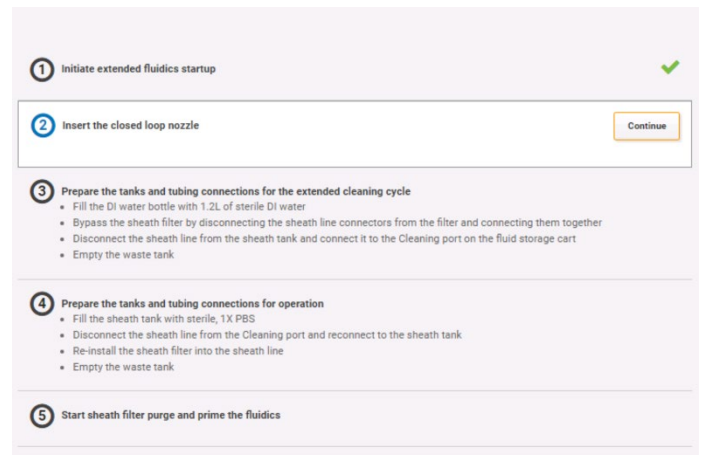 1 Initiate extended fluidics startup
2 Insert the closed loop nozzle
Continue
3 Prepare the tanks and tubing connections for the extended cleaning cycle
• Fill the DI water bottle with 1.2L of sterile DI water
• Bypass the sheath filter by disconnecting the sheath line connectors from the filter and connecting them together
• Disconnect the sheath line from the sheath tank and connect it to the Cleaning port on the fluid storage cart
• Empty the waste tank
4 Prepare the tanks and tubing connections for operation
• Fill the sheath tank with sterile, 1X PBS
• Disconnect the sheath line from the Cleaning port and reconnect to the sheath tank
• Re-install the sheath filter into the sheath line
• Empty the waste tank
5 Start sheath filter purge and prime the fluidics